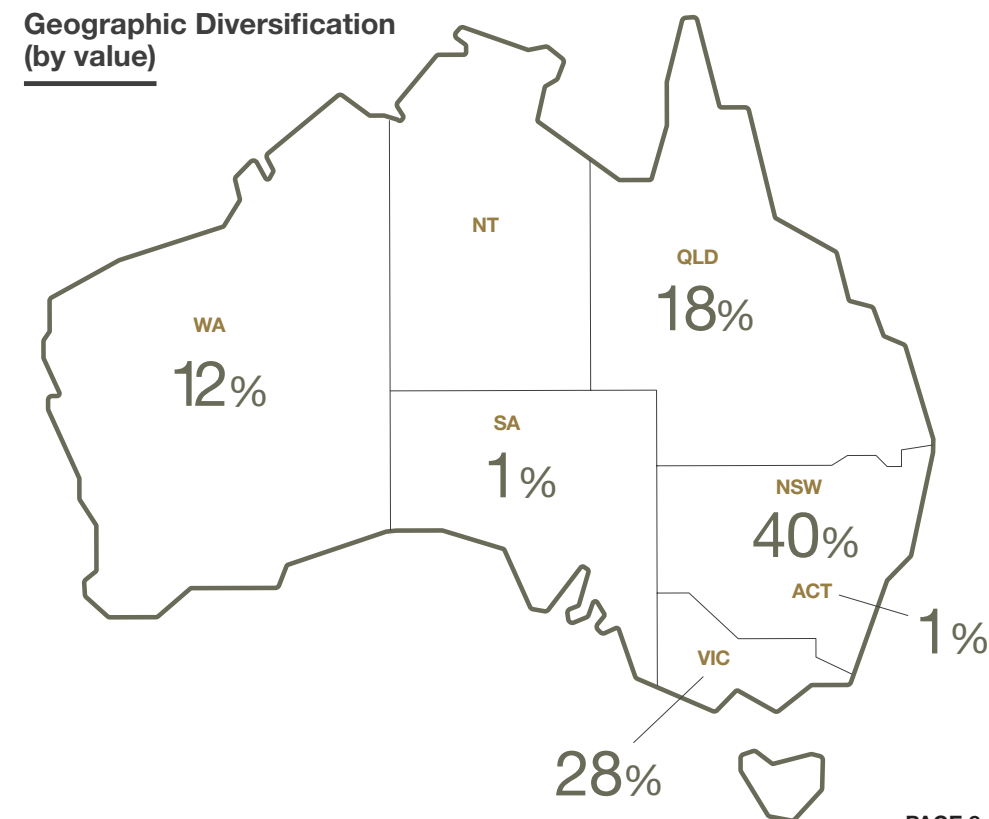 Geographic Diversification
(by value)
NT
QLD
18%
WA
12%
SA
1%
NSW
40%
ACT
1%
VIC
28%